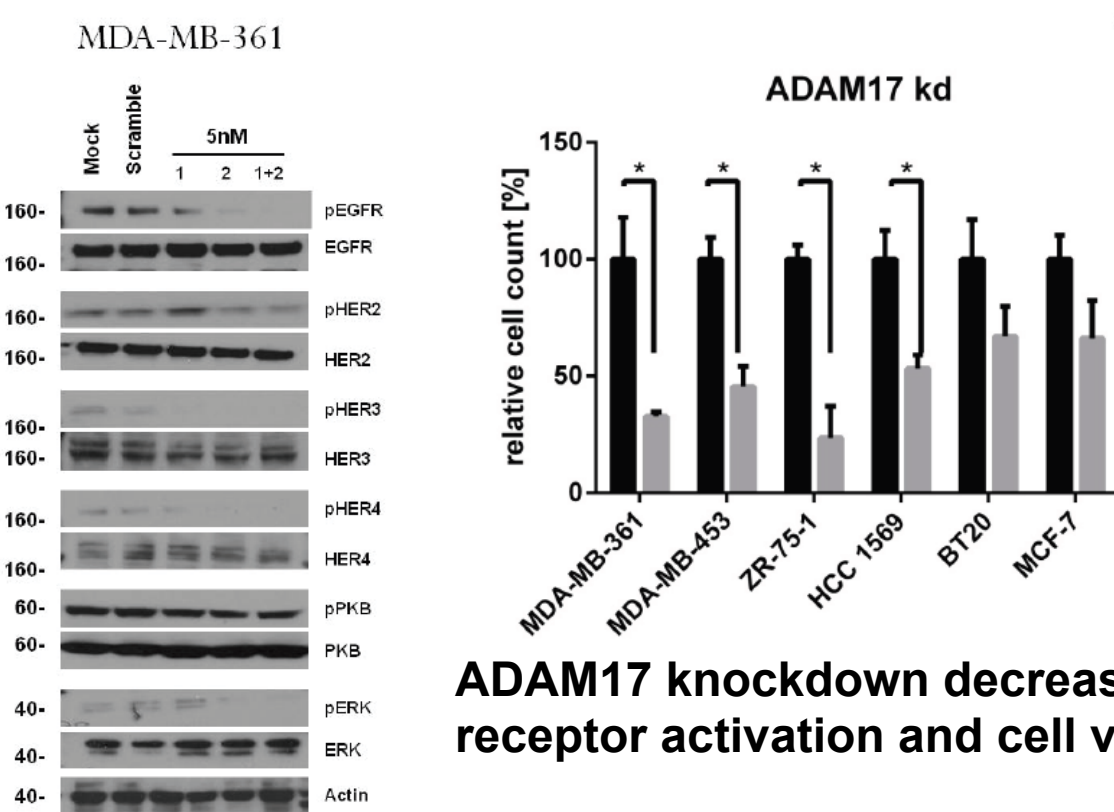 MDA-MB-361
Mock
Scramble
5nM
1 2 1+2
160- pEGFR
EGFR
160-
160- pHER2
160- HER2
pHER3
160-
160- HER3
pHER4
160-
HER4
160-
60- pPKB
60- PKB
40- pERK
40- ERK
40- Actin
ADAM17 kd
relative cell count [%]
150
100
50
0
* * * *
MDA-MB-361
MDA-MB-453
ZR-75-1
HCC 1569
BT20
MCF-7
ADAM17 knockdown decreas
receptor activation and cell v